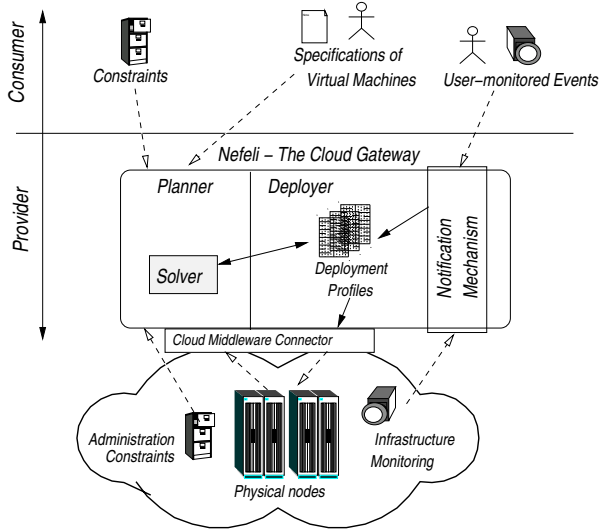 Consumer
Constraints
Specifications of
Virtual Machines
User-monitored Events
Provider
Nefeli - The Cloud Gateway
Planner
Deployer
Solver
Deployment
Profiles
Notification
Mechanism
Cloud Middleware Connector
Administration
Constraints
Physical nodes
Infrastructure
Monitoring